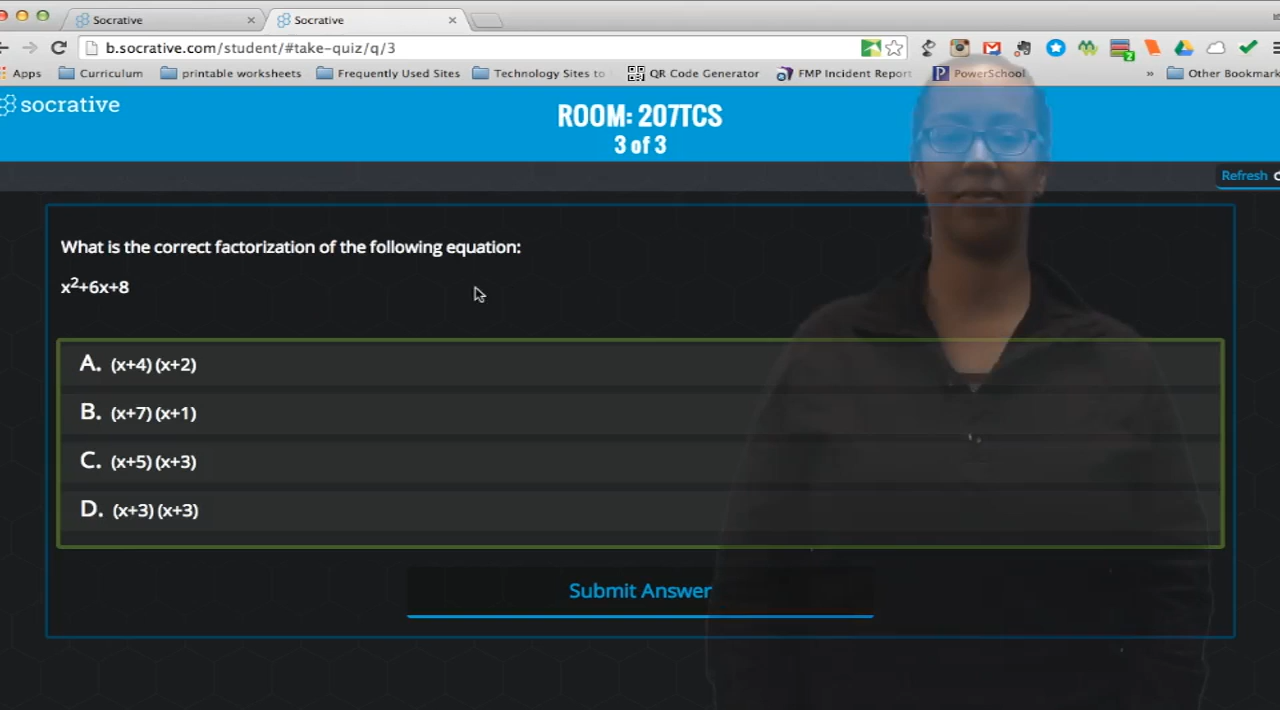 Socrative
Socrative
b.socrative.com/student/#take-quiz/q/3
Apps Curriculum printable worksheets Frequently Used Sites Technology Sites to QR Code Generator FMP Incident Report PowerSchool » Other Bookmark
socrative
ROOM: 207TCS
3 of 3
Refresh
What is the correct factorization of the following equation:
x²+6x+8
A. (x+4) (x+2)
B. (x+7) (x+1)
C. (x+5) (x+3)
D. (x+3) (x+3)
Submit Answer